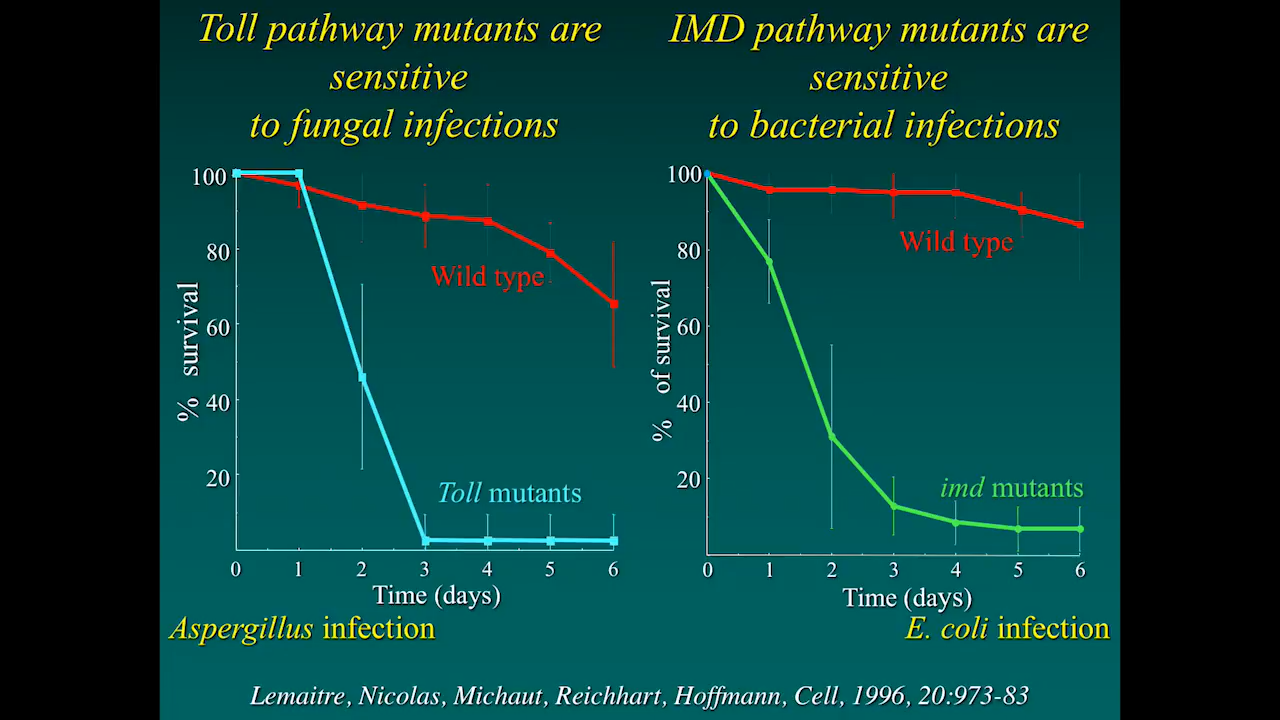 Toll pathway mutants are
sensitive
to fungal infections
IMD pathway mutants are
sensitive
to bacterial infections
100
80
60
40
20
% survival
Wild type
Toll mutants
0 1 2 3 4 5 6
Time (days)
Aspergillus infection
100
80
60
40
20
% of survival
Wild type
imd mutants
0 1 2 3 4 5 6
Time (days)
E. coli infection
Lemaitre, Nicolas, Michaut, Reichhart, Hoffmann, Cell, 1996, 20:973-83